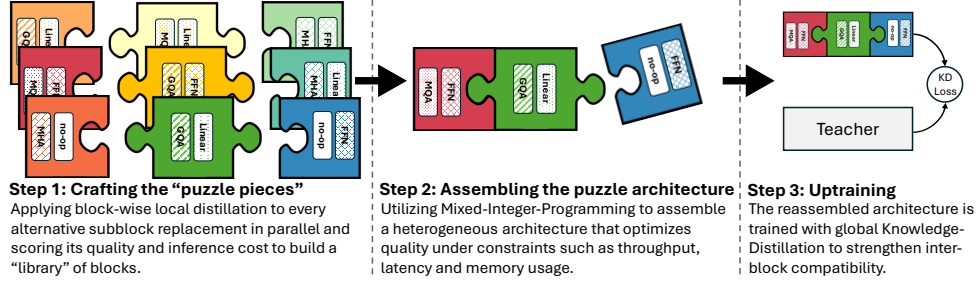 GQA
Linear
MQA
FFN
MHA
no-op
MQ
GQA
FFN
GQA
Linear
MHA
FFN
MHA
Linear
no-op
FFN
MQA
FFN
GQA
Linear
no-op
FFN
MQA
FFN
GQA
Linear
no-op
FFN
KD
Loss
Teacher
Step 1: Crafting the “puzzle pieces”
Applying block-wise local distillation to every
alternative subblock replacement in parallel and
scoring its quality and inference cost to build a
“library” of blocks.
Step 2: Assembling the puzzle architecture
Utilizing Mixed-Integer-Programming to assemble
a heterogeneous architecture that optimizes
quality under constraints such as throughput,
latency and memory usage.
Step 3: Uptraining
The reassembled architecture is
trained with global Knowledge-
Distillation to strengthen inter-
block compatibility.